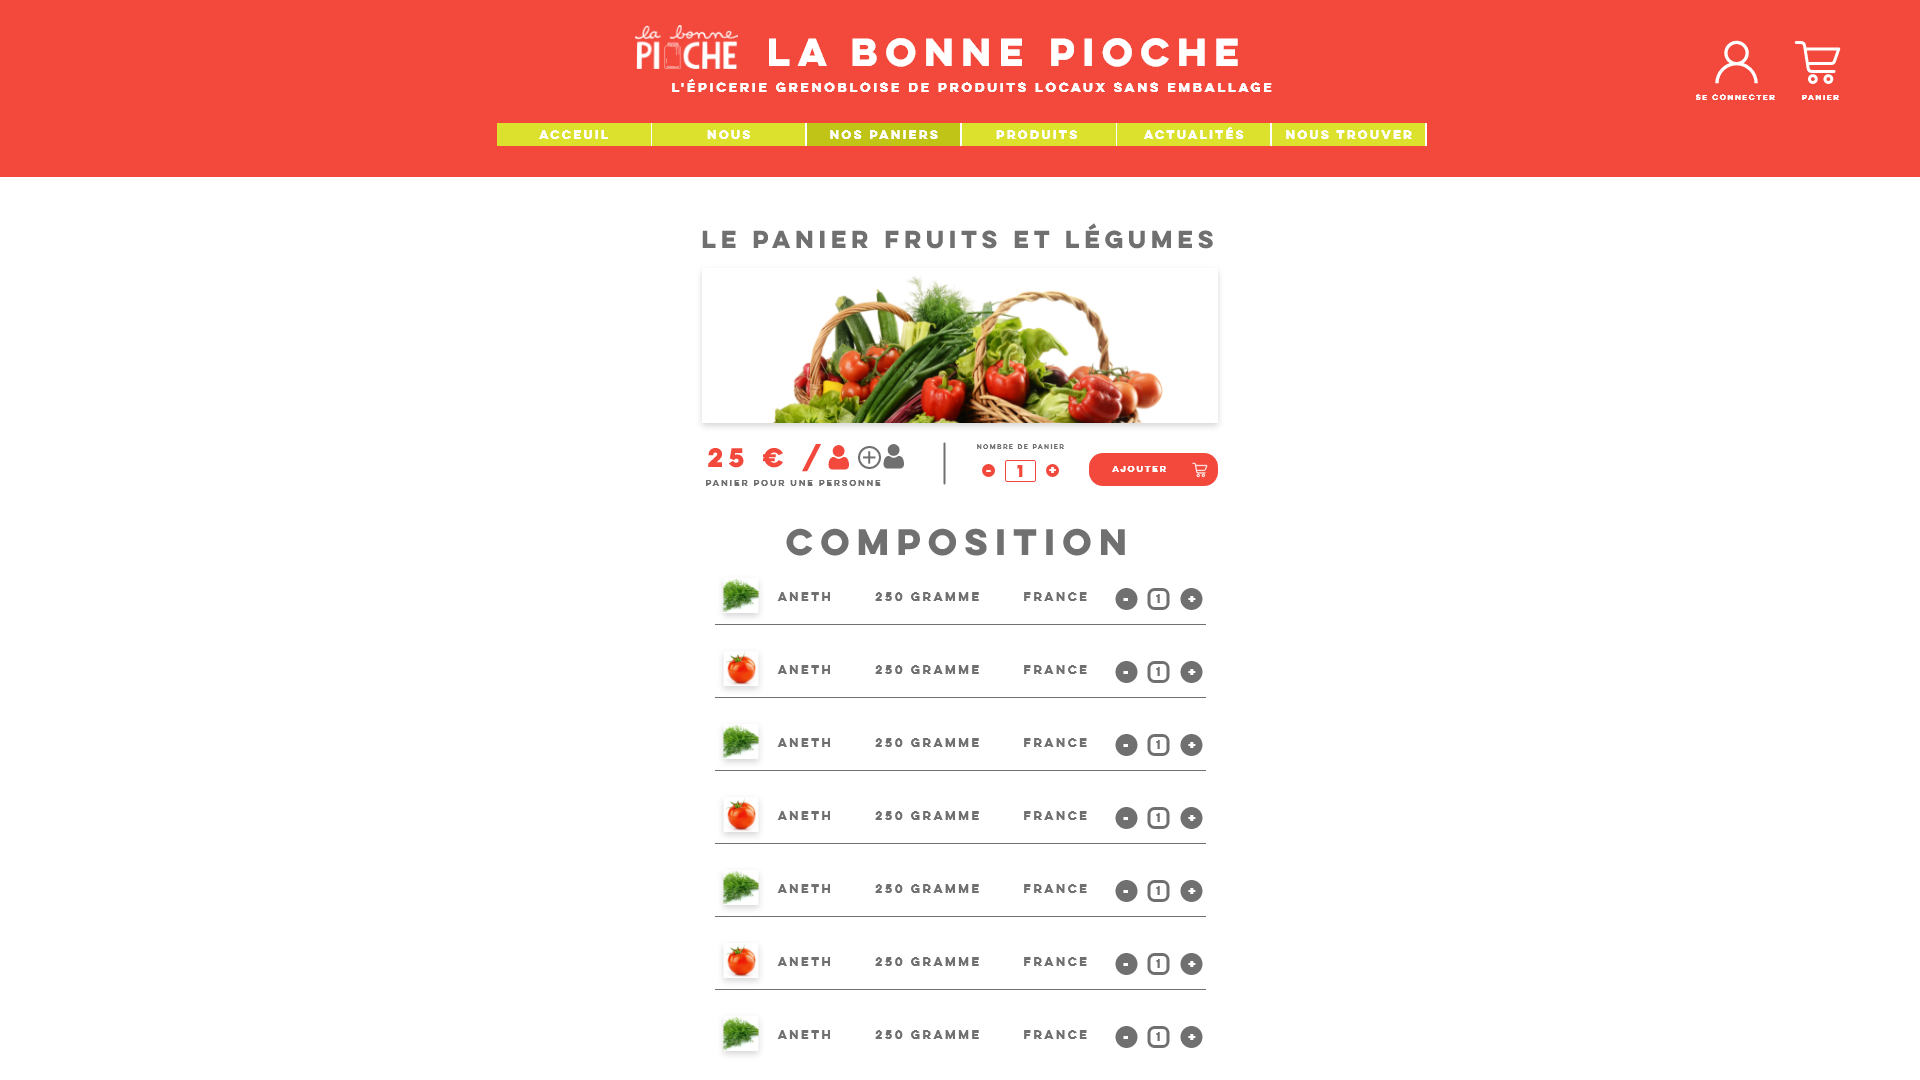 la bonne
PIOCHE
LA BONNE PIOCHE
L'ÉPICERIE GRENOBLOISE DE PRODUITS LOCAUX SANS EMBALLAGE
SE CONNECTER
PANIER
ACCEUIL
NOUS
NOS PANIERS
PRODUITS
ACTUALITÉS
NOUS TROUVER
LE PANIER FRUITS ET LÉGUMES
25 € /
PANIER POUR UNE PERSONNE
NOMBRE DE PANIER
- 1 +
AJOUTER
COMPOSITION
ANETH 250 GRAMME FRANCE - 1 +
ANETH 250 GRAMME FRANCE - 1 +
ANETH 250 GRAMME FRANCE - 1 +
ANETH 250 GRAMME FRANCE - 1 +
ANETH 250 GRAMME FRANCE - 1 +
ANETH 250 GRAMME FRANCE - 1 +
ANETH 250 GRAMME FRANCE - 1 +